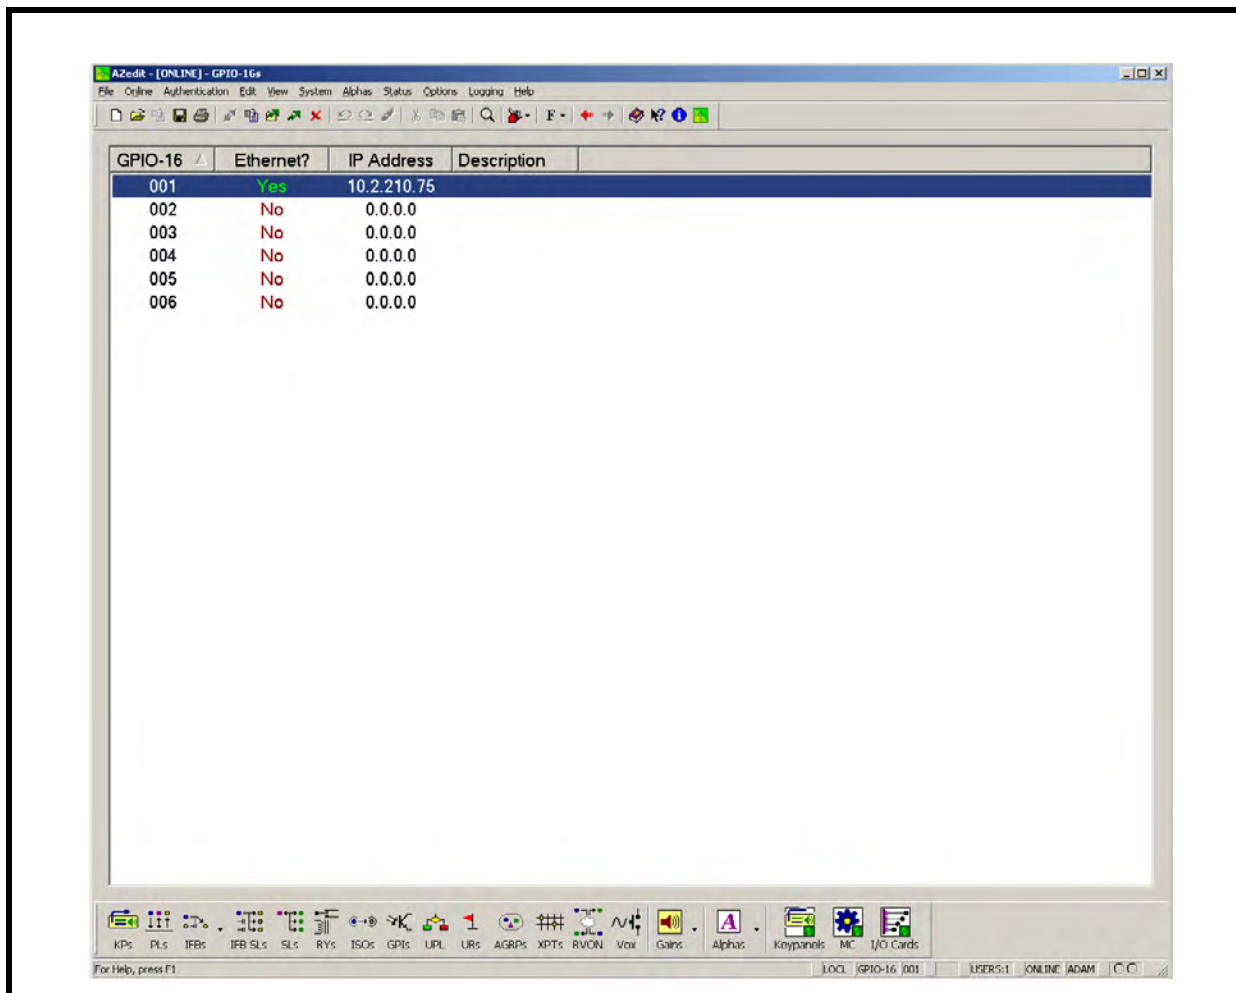 AZedit - [ONLINE] - GPIO-16s
File Online Authentication Edit View System Alphas Status Options Logging Help
F
GPIO-16 Ethernet? IP Address Description
001 Yes 10.2.210.75
002 No 0.0.0.0
003 No 0.0.0.0
004 No 0.0.0.0
005 No 0.0.0.0
006 No 0.0.0.0
A
KPs PLs IFBs IFB SLs SLs RYs ISOs GPIs UPL URs AGRPs XPTs RVON Vox Gains Alphas Keypanels MC I/O Cards
For Help, press F1 LOCL GPIO-16 001 USERS:1 ONLINE ADAM